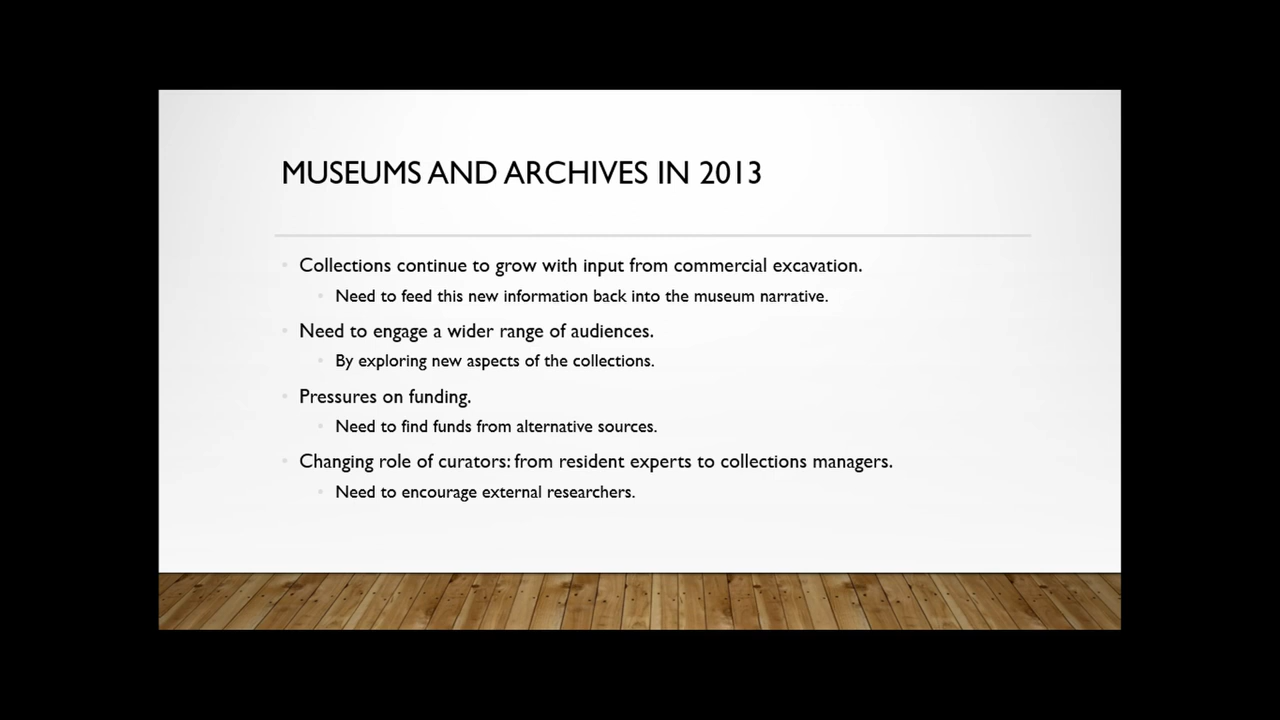 MUSEUMS AND ARCHIVES IN 2013
Collections continue to grow with input from commercial excavation.
Need to feed this new information back into the museum narrative.
Need to engage a wider range of audiences.
By exploring new aspects of the collections.
Pressures on funding.
Need to find funds from alternative sources.
Changing role of curators: from resident experts to collections managers.
Need to encourage external researchers.